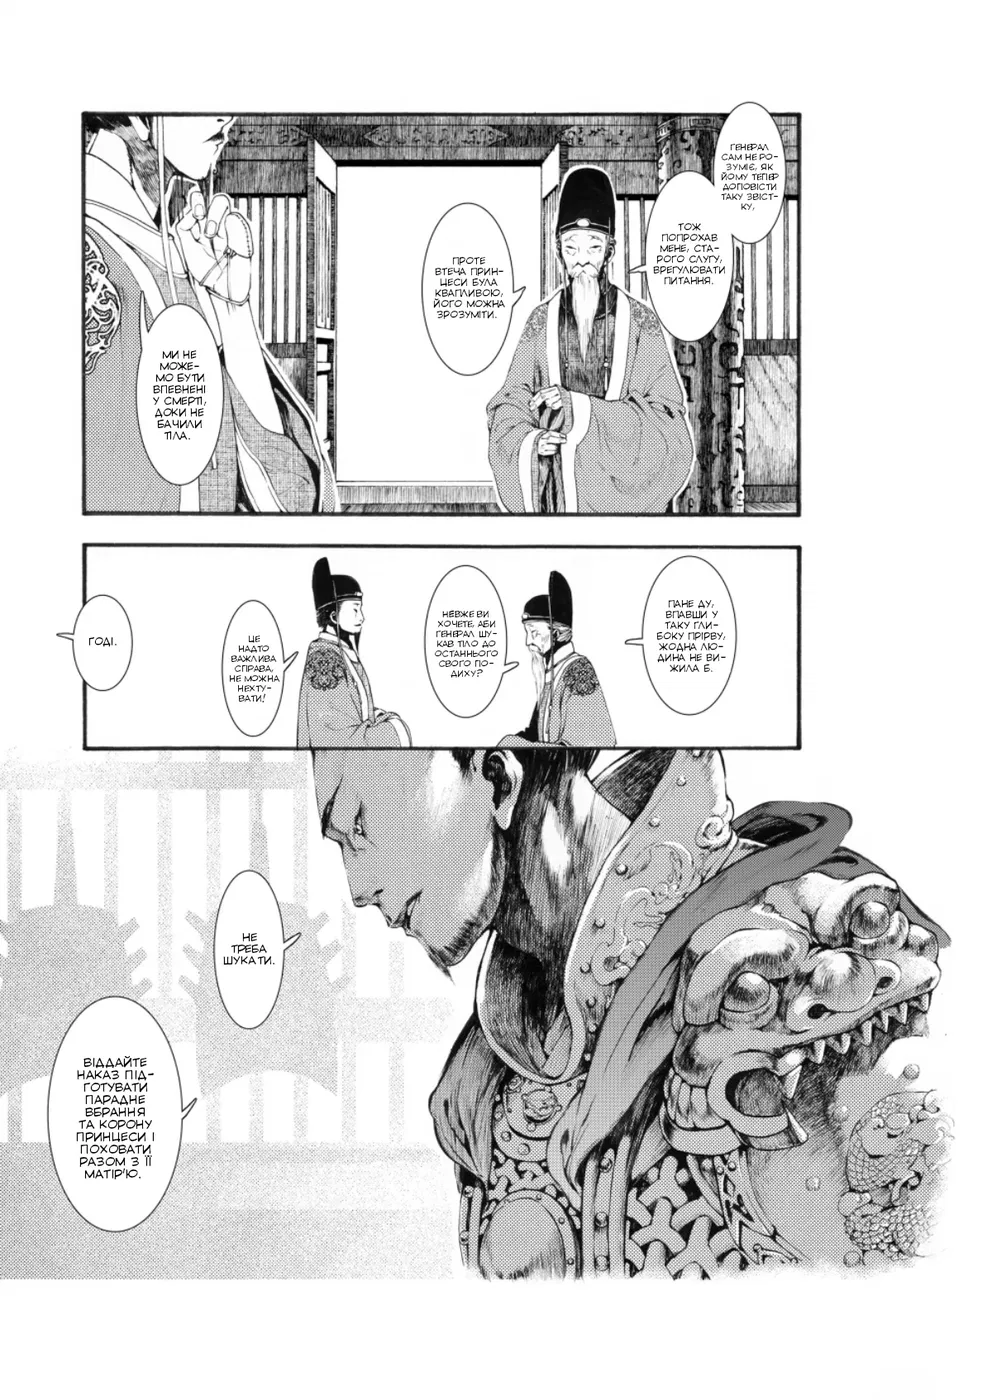 ГЕНЕРАЛ
САМ НЕ РО-
ЗУМІЄ, ЯК
ЙОМУ ТЕПЕР
ДОПОВІСТИ
ТАКУ ЗВІСТ-
КУ,
ТОЖ
ПОПРОХАВ
МЕНЕ, СТА-
РОГО СЛУГУ,
ВРЕГУЛЮВАТИ
ПИТАННЯ.
ПРОТЕ
ВТЕЧА ПРИН-
ЦЕСИ БУЛА
КВАПЛИВОЮ,
ЙОГО МОЖНА
ЗРОЗУМІТИ.
МИ НЕ
МОЖЕ-
МО БУТИ
ВПЕВНЕНІ
У СМЕРТІ,
ДОКИ НЕ
БАЧИЛИ
ТІЛА.
ПАНЕ ДУ,
ВПАВШИ У
ТАКУ ГЛИ-
БОКУ ПРІРВУ,
ЖОДНА ЛЮ-
ДИНА НЕ ВИ-
ЖИЛА Б.
НЕВЖЕ ВИ
ХОЧЕТЕ, АБИ
ГЕНЕРАЛ ШУ-
КАВ ТІЛО ДО
ОСТАННЬОГО
СВОГО ПО-
ДИХУ?
ЦЕ
НАДТО
ВАЖЛИВА
СПРАВА,
НЕ МОЖНА
НЕХТУ-
ВАТИ!
ГОДІ.
НЕ
ТРЕБА
ШУКАТИ.
ВІДДАЙТЕ
НАКАЗ ПІД-
ГОТУВАТИ
ПАРАДНЕ
ВБРАННЯ
ТА КОРОНУ
ПРИНЦЕСИ І
ПОХОВАТИ
РАЗОМ З ЇЇ
МАТІР'Ю.